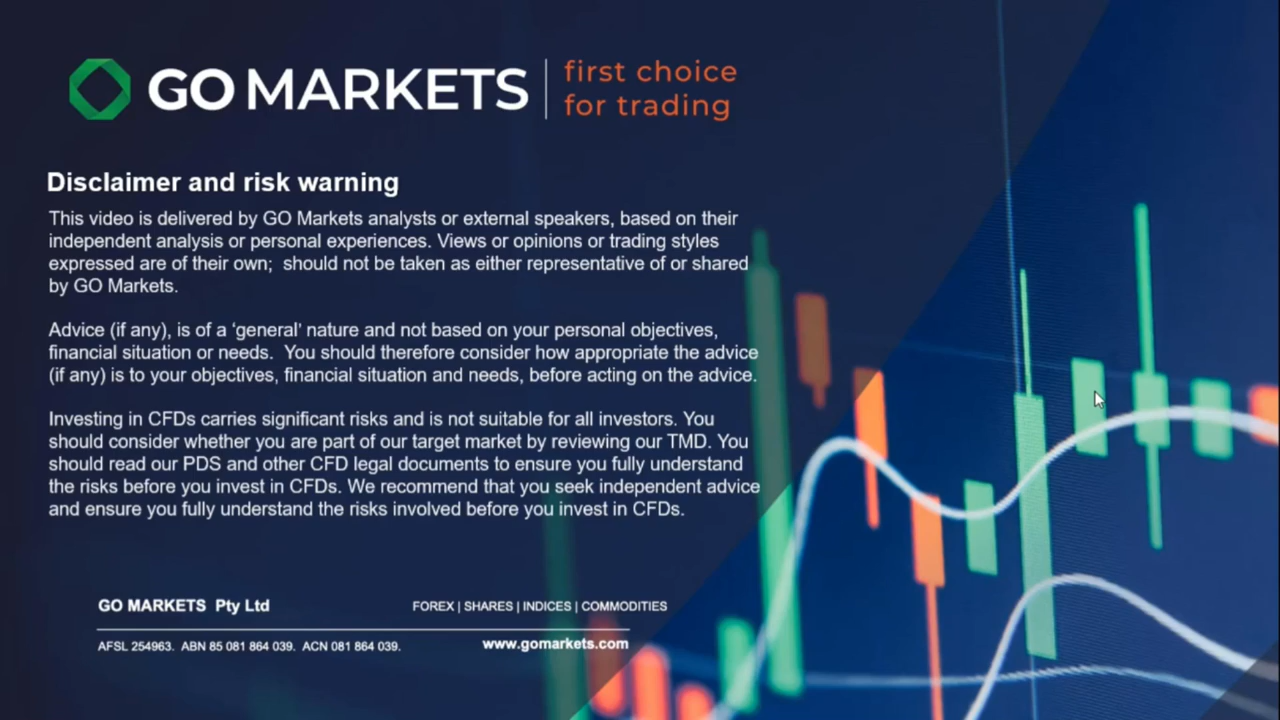 GO MARKETS
first choice
for trading
Disclaimer and risk warning
This video is delivered by GO Markets analysts or external speakers, based on their
independent analysis or personal experiences. Views or opinions or trading styles
expressed are of their own;  should not be taken as either representative of or shared
by GO Markets.
Advice (if any), is of a ‘general’ nature and not based on your personal objectives,
financial situation or needs.  You should therefore consider how appropriate the advice
(if any) is to your objectives, financial situation and needs, before acting on the advice.
Investing in CFDs carries significant risks and is not suitable for all investors. You
should consider whether you are part of our target market by reviewing our TMD. You
should read our PDS and other CFD legal documents to ensure you fully understand
the risks before you invest in CFDs. We recommend that you seek independent advice
and ensure you fully understand the risks involved before you invest in CFDs.
GO MARKETS  Pty Ltd
FOREX | SHARES | INDICES | COMMODITIES
AFSL 254963.  ABN 85 081 864 039.  ACN 081 864 039.
www.gomarkets.com